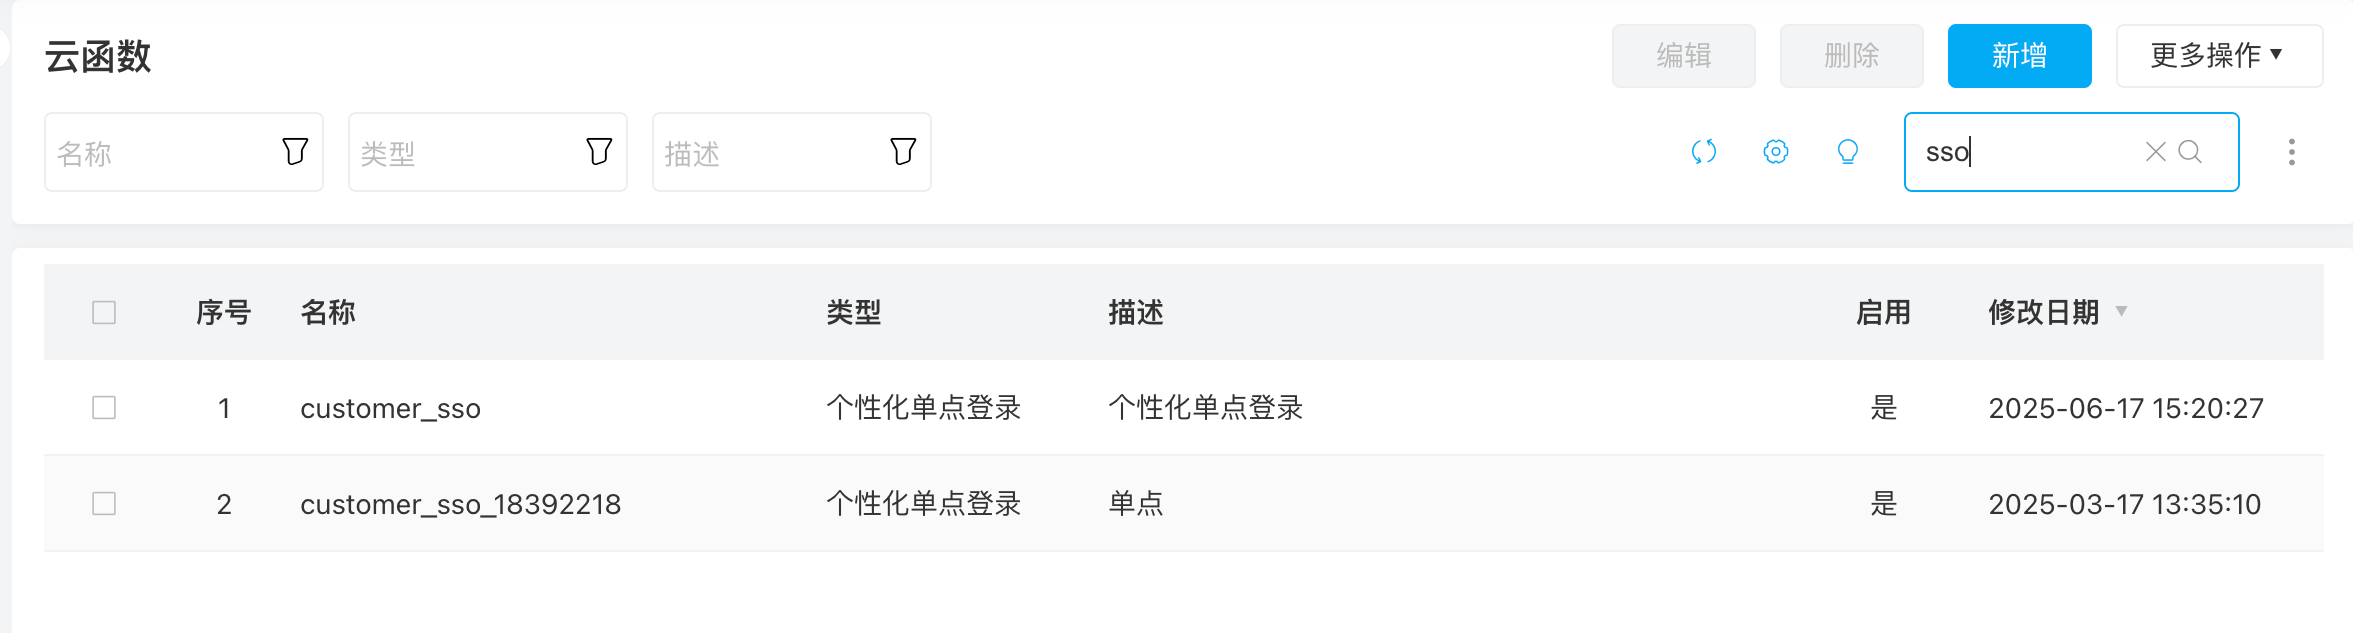 云函数
编辑 删除 新增 更多操作
名称 类型 描述 sso
序号 名称 类型 描述 启用 修改日期
1 customer_sso 个性化单点登录 个性化单点登录 是 2025-06-17 15:20:27
2 customer_sso_18392218 个性化单点登录 单点 是 2025-03-17 13:35:10